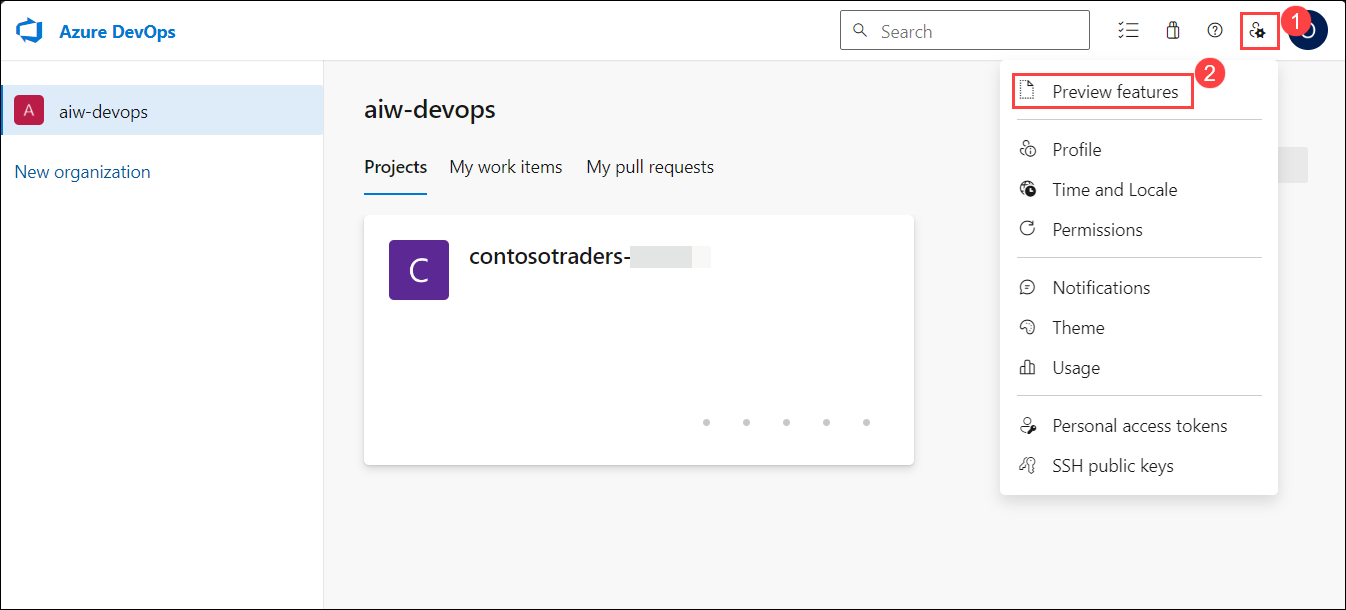 Azure DevOps
Search
1
2
A
aiw-devops
New organization
aiw-devops
Projects My work items My pull requests
C
contosotraders-
Preview features
Profile
Time and Locale
Permissions
Notifications
Theme
Usage
Personal access tokens
SSH public keys